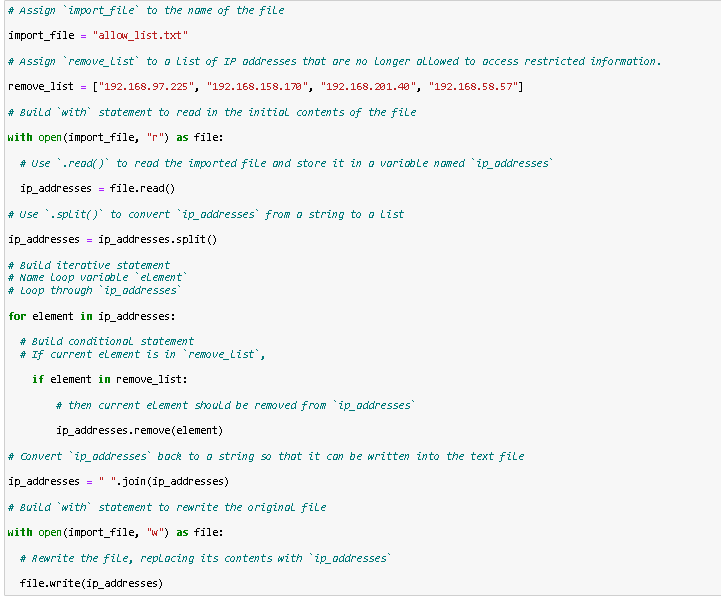 # Assign `import_file` to the name of the file
import_file = "allow_list.txt"
# Assign `remove_list` to a list of IP addresses that are no longer allowed to access restricted information.
remove_list = ["192.168.97.225", "192.168.158.170", "192.168.201.40", "192.168.58.57"]
# Build `with` statement to read in the initial contents of the file
with open(import_file, "r") as file:
  # Use `.read()` to read the imported file and store it in a variable named `ip_addresses`
  ip_addresses = file.read()
# Use `.split()` to convert `ip_addresses` from a string to a list
ip_addresses = ip_addresses.split()
# Build iterative statement
# Name loop variable `element`
# Loop through `ip_addresses`
for element in ip_addresses:
  # Build conditional statement
  # If current element is in `remove_list`,
    if element in remove_list:
        # then current element should be removed from `ip_addresses`
        ip_addresses.remove(element)
# Convert `ip_addresses` back to a string so that it can be written into the text file
ip_addresses = " ".join(ip_addresses)
# Build `with` statement to rewrite the original file
with open(import_file, "w") as file:
  # Rewrite the file, replacing its contents with `ip_addresses`
  file.write(ip_addresses)